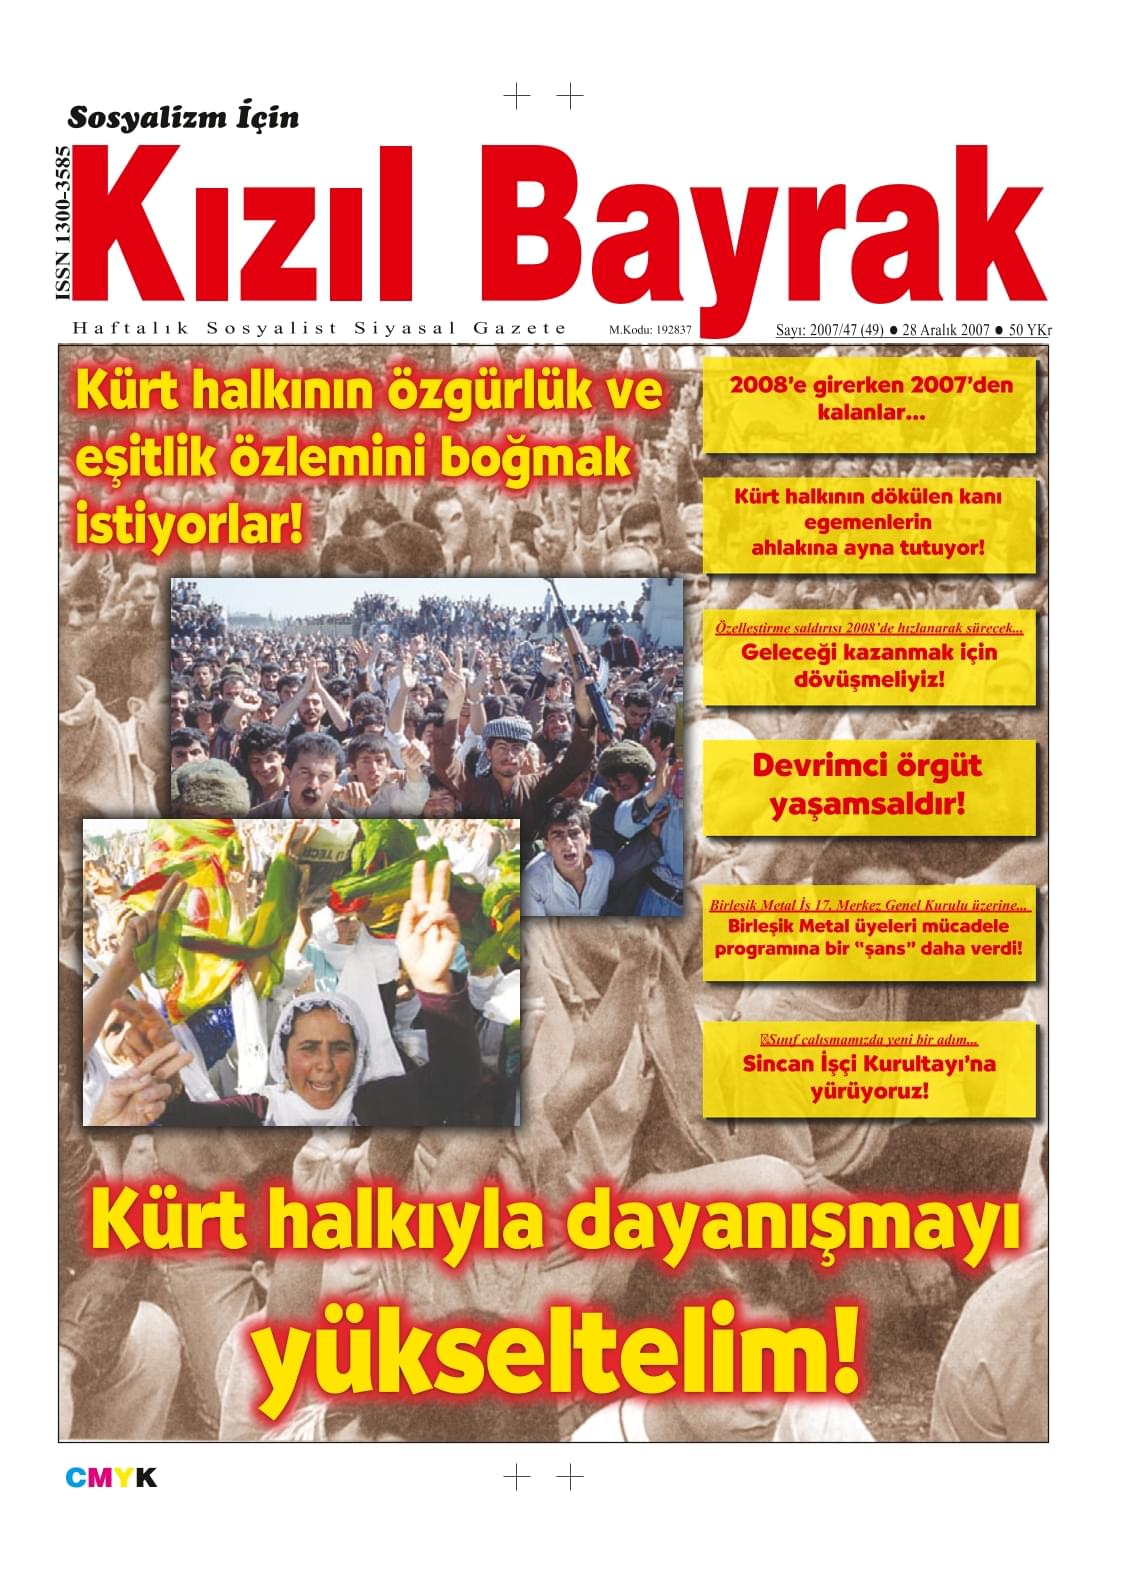 Sosyalizm İçin
ISSN 1300-3585
Kızıl Bayrak
Haftalık Sosyalist Siyasal Gazete
M.Kodu: 192837
Sayı: 2007/47 (49) ● 28 Aralık 2007 ● 50 YKr
Kürt halkının özgürlük ve
eşitlik özlemini boğmak
istiyorlar!
2008'e girerken 2007'den
kalanlar...
Kürt halkının dökülen kanı
egemenlerin
ahlakına ayna tutuyor!
Özelleştirme saldırısı 2008'de hızlanarak sürecek...
Geleceği kazanmak için
dövüşmeliyiz!
Devrimci örgüt
yaşamsaldır!
Birleşik Metal İş 17. Merkez Genel Kurulu üzerine...
Birleşik Metal üyeleri mücadele
programına bir "şans" daha verdi!
Sınıf çalışmamızda yeni bir adım...
Sincan İşçi Kurultayı'na
yürüyoruz!
Kürt halkıyla dayanışmayı
yükseltelim!
CMYK